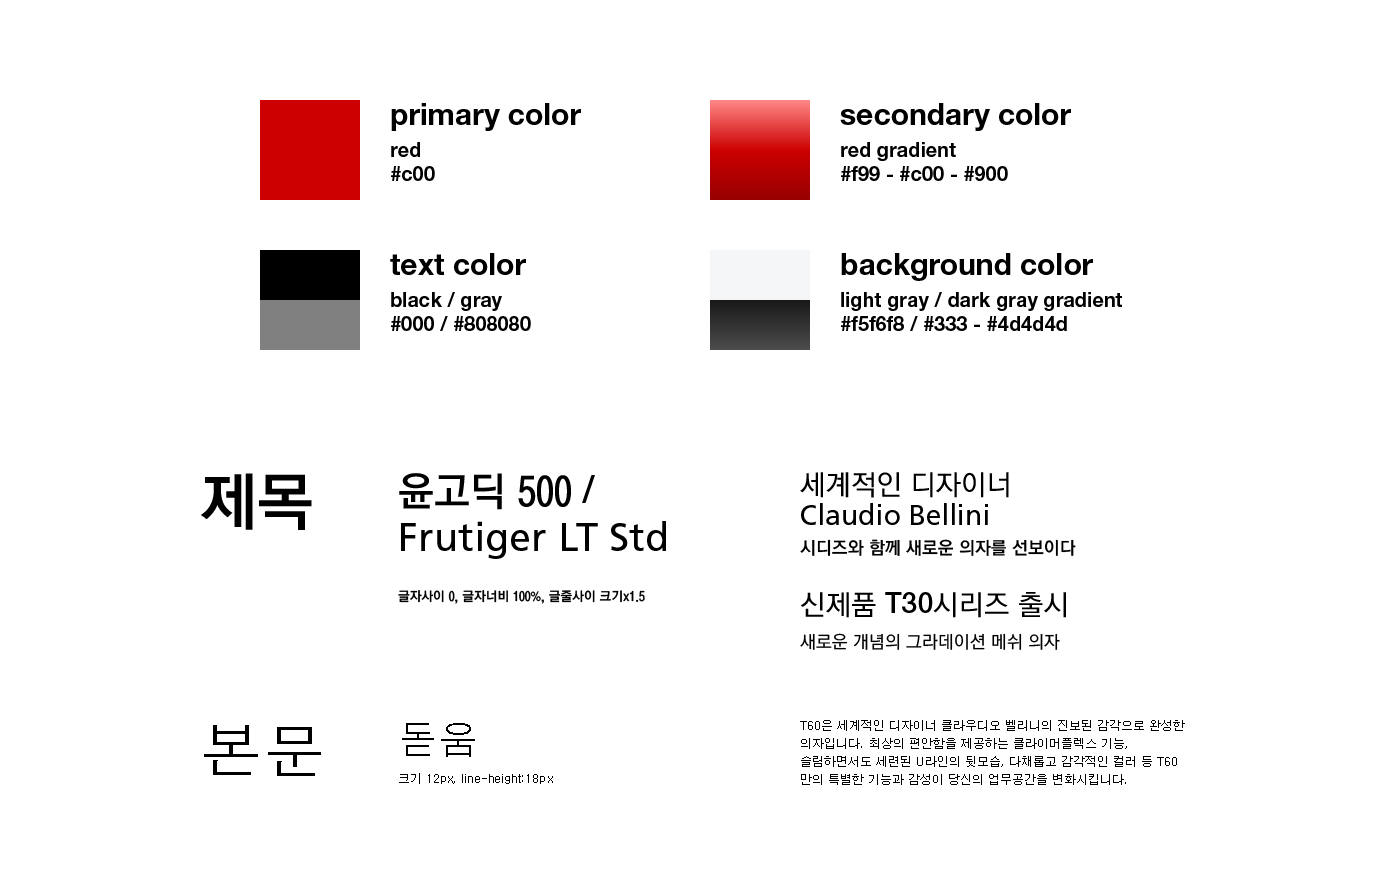 primary color
red
#c00
secondary color
red gradient
#f99 - #c00 - #900
text color
black / gray
#000 / #808080
background color
light gray / dark gray gradient
#f5f6f8 / #333 - #4d4d4d
제목
윤고딕 500 /
Frutiger LT Std
글자사이 0, 글자너비 100%, 글줄사이 크기x1.5
세계적인 디자이너
Claudio Bellini
시디즈와 함께 새로운 의자를 선보이다
신제품 T30시리즈 출시
새로운 개념의 그라데이션 메쉬 의자
본문
돋움
크기 12px, line-height:18px
T60은 세계적인 디자이너 클라우디오 벨리니의 진보된 감각으로 완성한
의자입니다. 최상의 편안함을 제공하는 클라이머플렉스 기능,
슬림하면서도 세련된 U라인의 뒷모습, 다채롭고 감각적인 컬러 등 T60
만의 특별한 기능과 감성이 당신의 업무공간을 변화시킵니다.